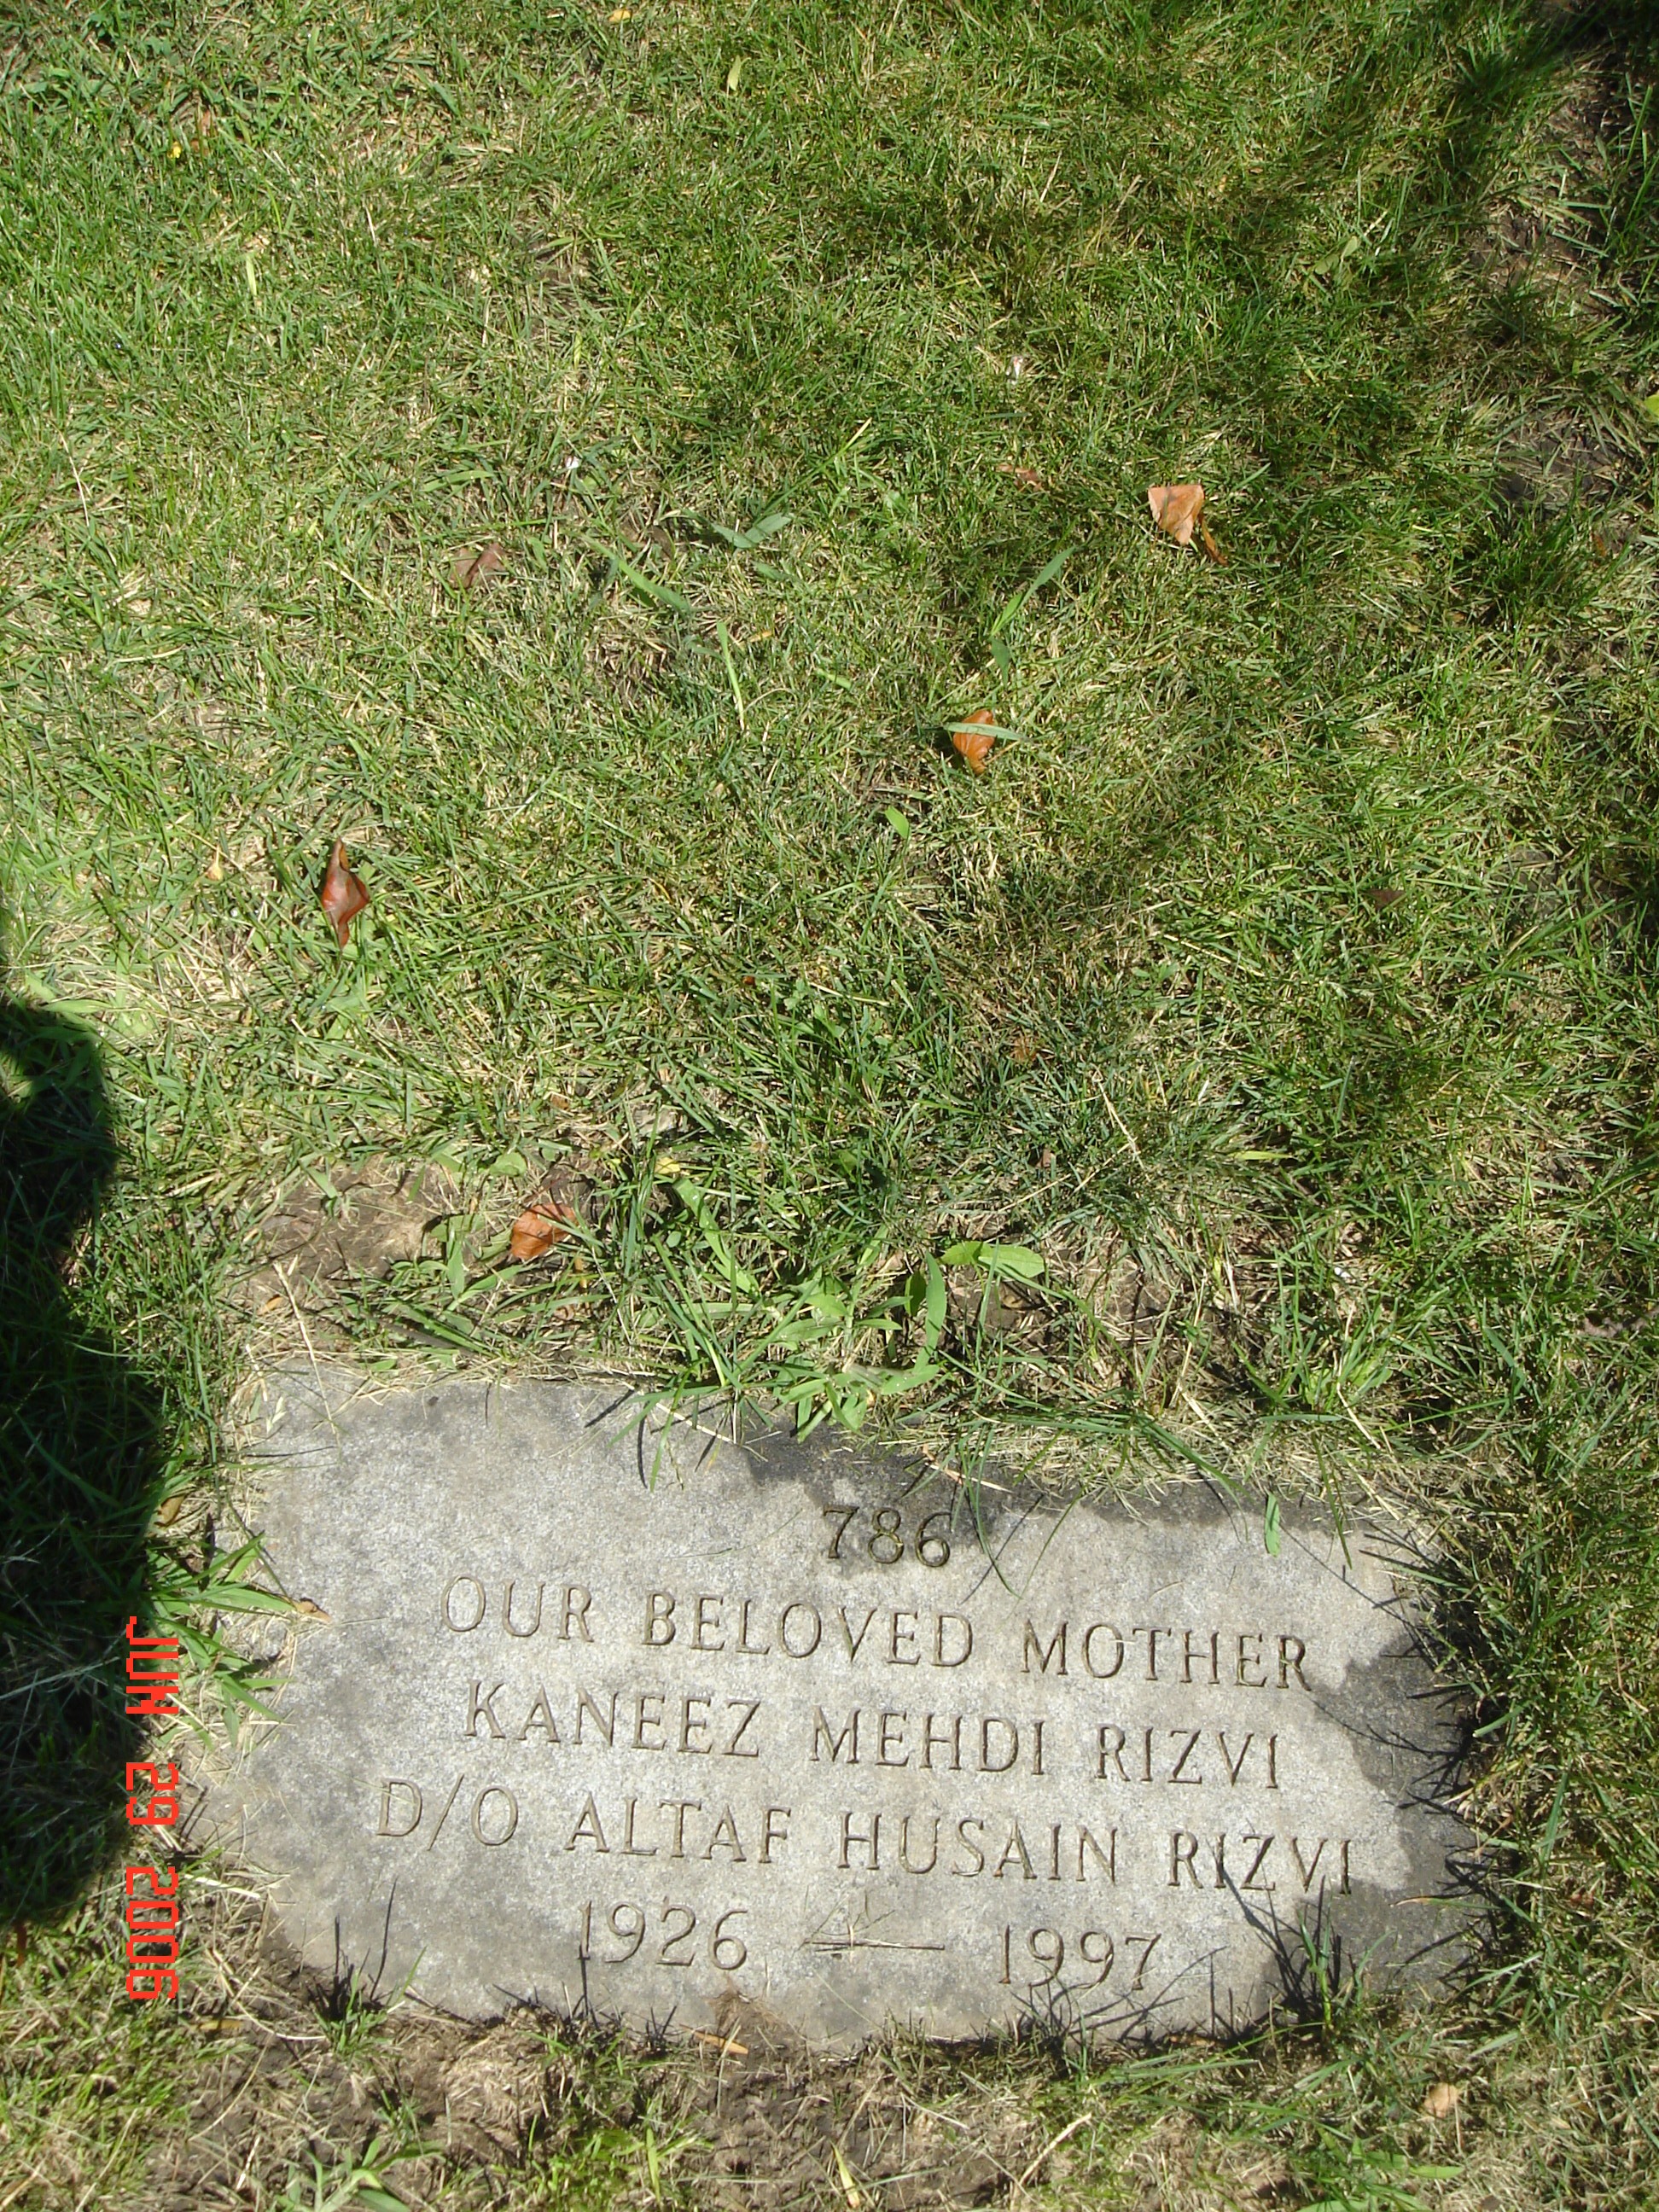 786
OUR BELOVED MOTHER
KANEEZ MEHDI RIZVI
D/O ALTAF HUSAIN RIZVI
1926 — 1997
JUN 29 2006